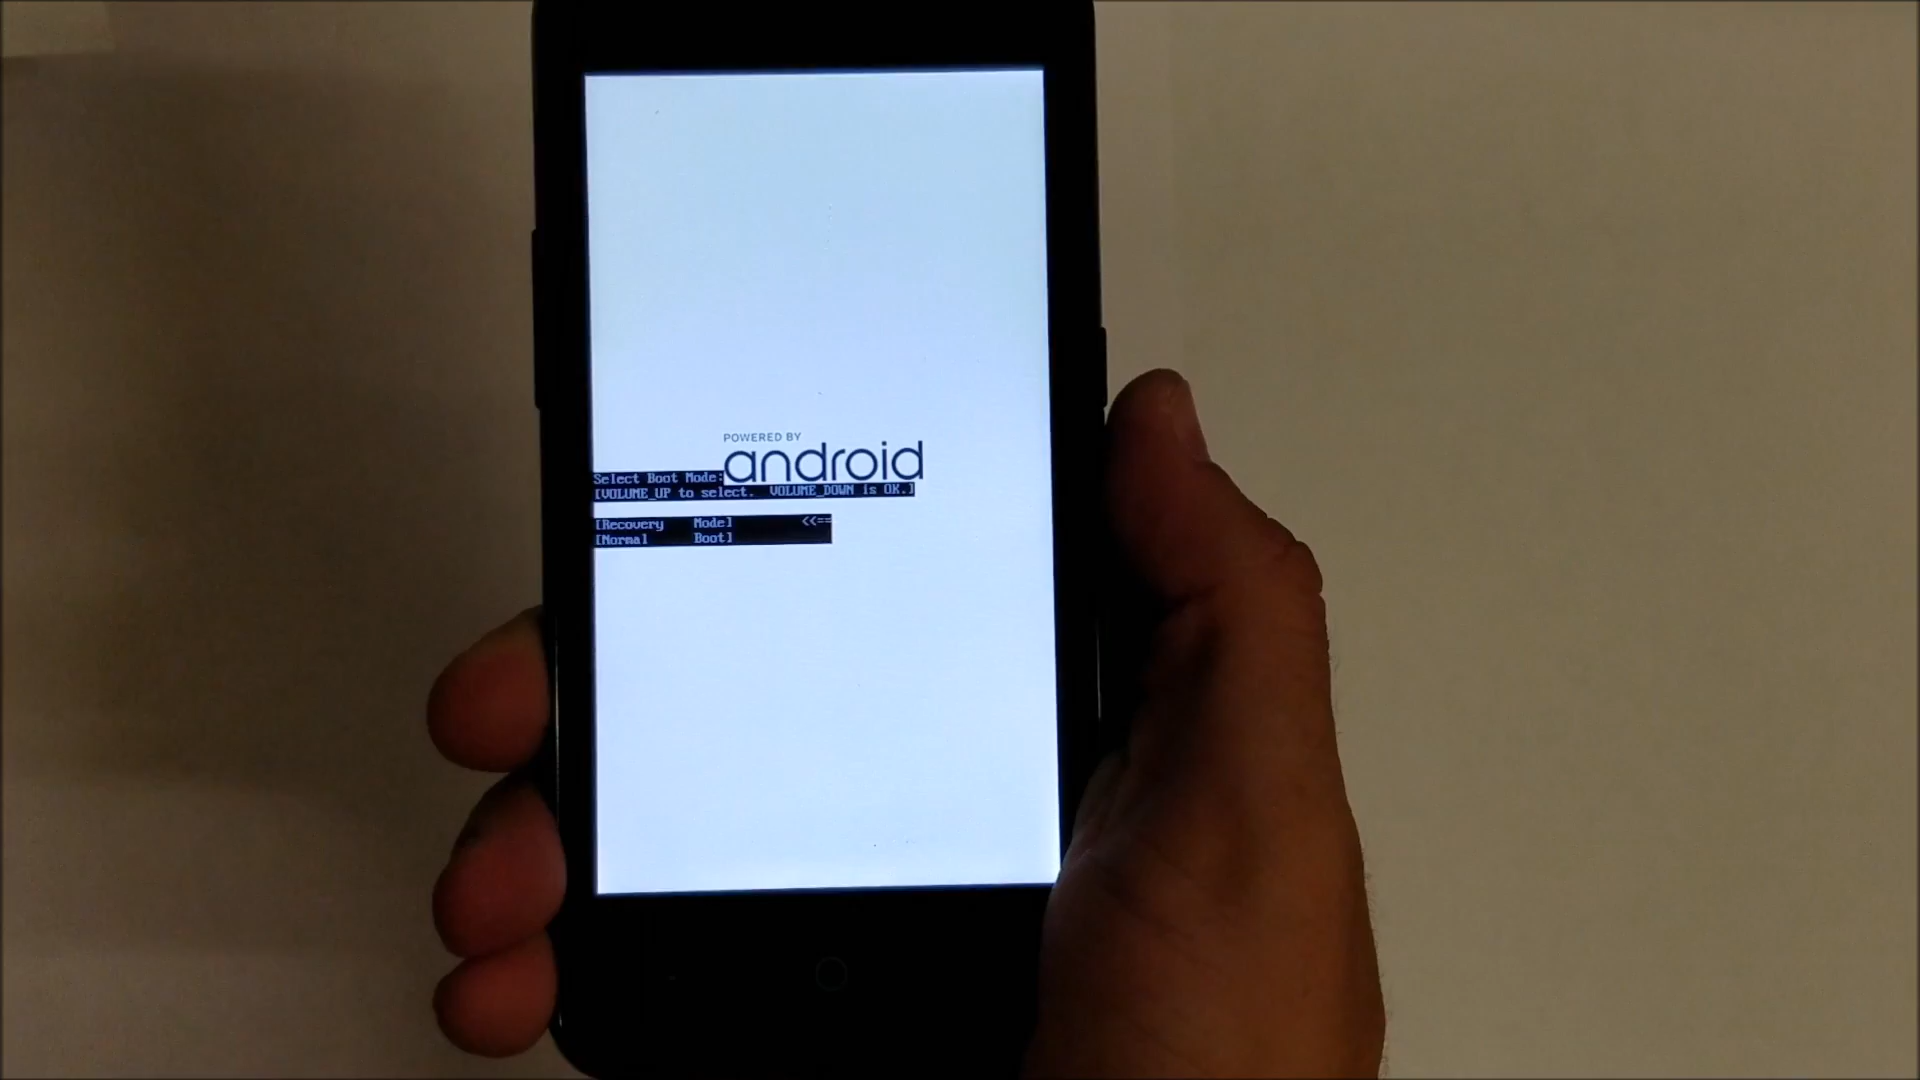 POWERED BY
android
Select Boot Mode:
[VOLUME_UP to select.  VOLUME_DOWN is OK.]
[Recovery    Mode]        <<==
[Normal      Boot]